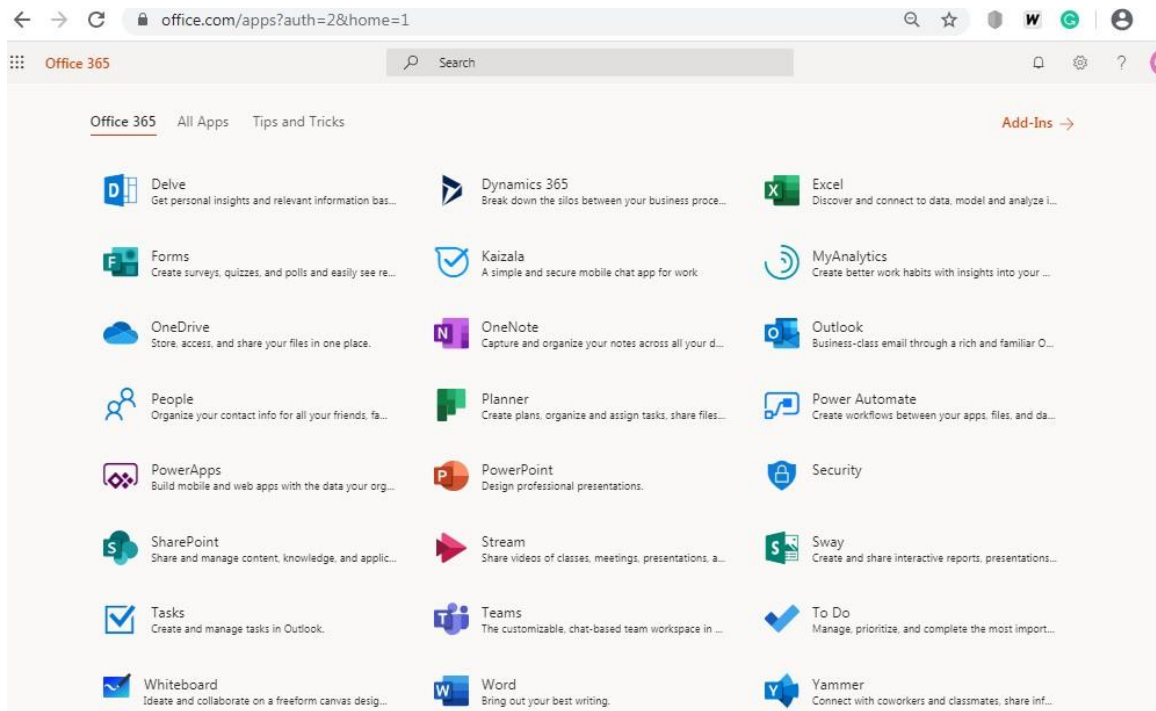 office.com/apps?auth=2&home=1
W
G
Office 365
Search
?
Office 365 All Apps Tips and Tricks Add-Ins →
D
Delve
Get personal insights and relevant information bas...
Dynamics 365
Break down the silos between your business proce...
X
Excel
Discover and connect to data, model and analyze i...
F
Forms
Create surveys, quizzes, and polls and easily see re...
Kaizala
A simple and secure mobile chat app for work
MyAnalytics
Create better work habits with insights into your ...
OneDrive
Store, access, and share your files in one place.
N
OneNote
Capture and organize your notes across all your d...
O
Outlook
Business-class email through a rich and familiar O...
People
Organize your contact info for all your friends, fa...
Planner
Create plans, organize and assign tasks, share files...
Power Automate
Create workflows between your apps, files, and da...
PowerApps
Build mobile and web apps with the data your org...
P
PowerPoint
Design professional presentations.
Security
S
SharePoint
Share and manage content, knowledge, and applic...
Stream
Share videos of classes, meetings, presentations, a...
S
Sway
Create and share interactive reports, presentations...
Tasks
Create and manage tasks in Outlook.
T
Teams
The customizable, chat-based team workspace in ...
To Do
Manage, prioritize, and complete the most import...
Whiteboard
Ideate and collaborate on a freeform canvas desig...
W
Word
Bring out your best writing.
Y
Yammer
Connect with coworkers and classmates, share inf...